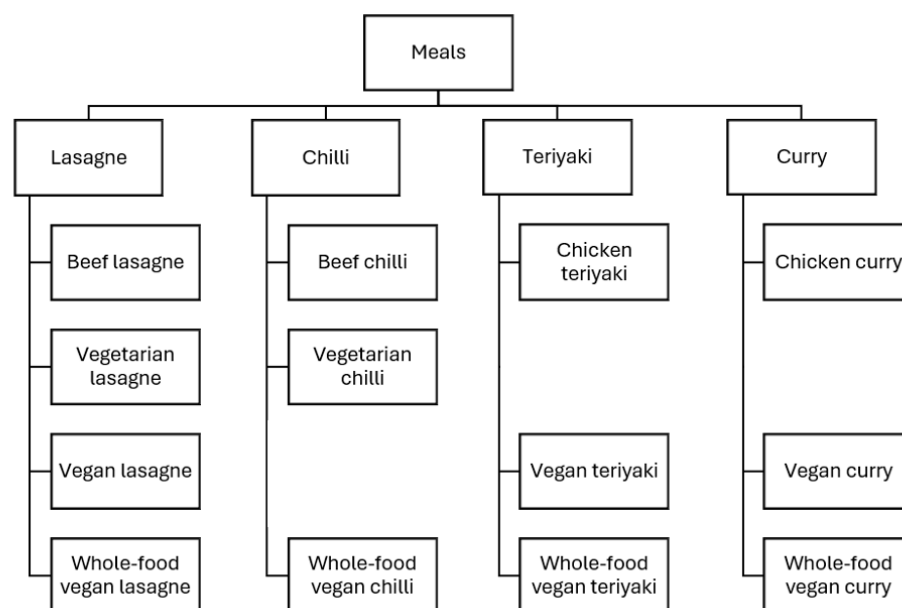 Meals
Lasagne
Chilli
Teriyaki
Curry
Beef lasagne
Beef chilli
Chicken
teriyaki
Chicken curry
Vegetarian
lasagne
Vegetarian
chilli
Vegan lasagne
Vegan teriyaki
Vegan curry
Whole-food
vegan lasagne
Whole-food
vegan chilli
Whole-food
vegan teriyaki
Whole-food
vegan curry